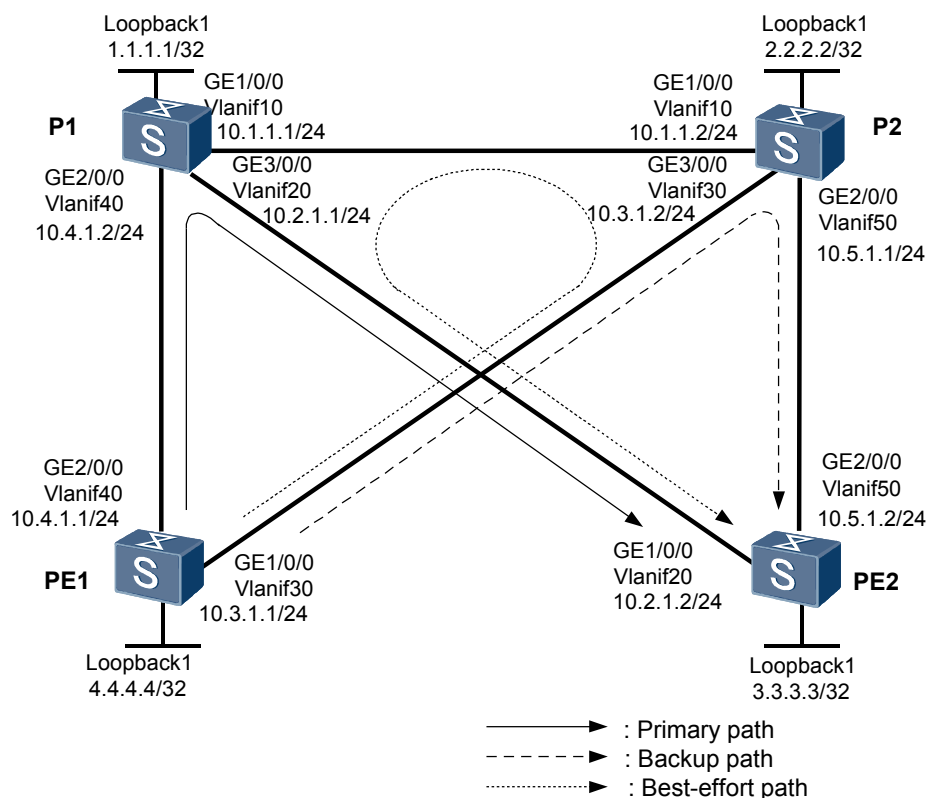 Loopback1
1.1.1.1/32
Loopback1
2.2.2.2/32
GE1/0/0
Vlanif10
10.1.1.1/24
GE1/0/0
Vlanif10
10.1.1.2/24
P1
S
P2
S
GE2/0/0
Vlanif40
10.4.1.2/24
GE3/0/0
Vlanif20
10.2.1.1/24
GE3/0/0
Vlanif30
10.3.1.2/24
GE2/0/0
Vlanif50
10.5.1.1/24
GE2/0/0
Vlanif40
10.4.1.1/24
GE2/0/0
Vlanif50
10.5.1.2/24
PE1
S
GE1/0/0
Vlanif30
10.3.1.1/24
GE1/0/0
Vlanif20
10.2.1.2/24
S
PE2
Loopback1
4.4.4.4/32
Loopback1
3.3.3.3/32
: Primary path
: Backup path
: Best-effort path